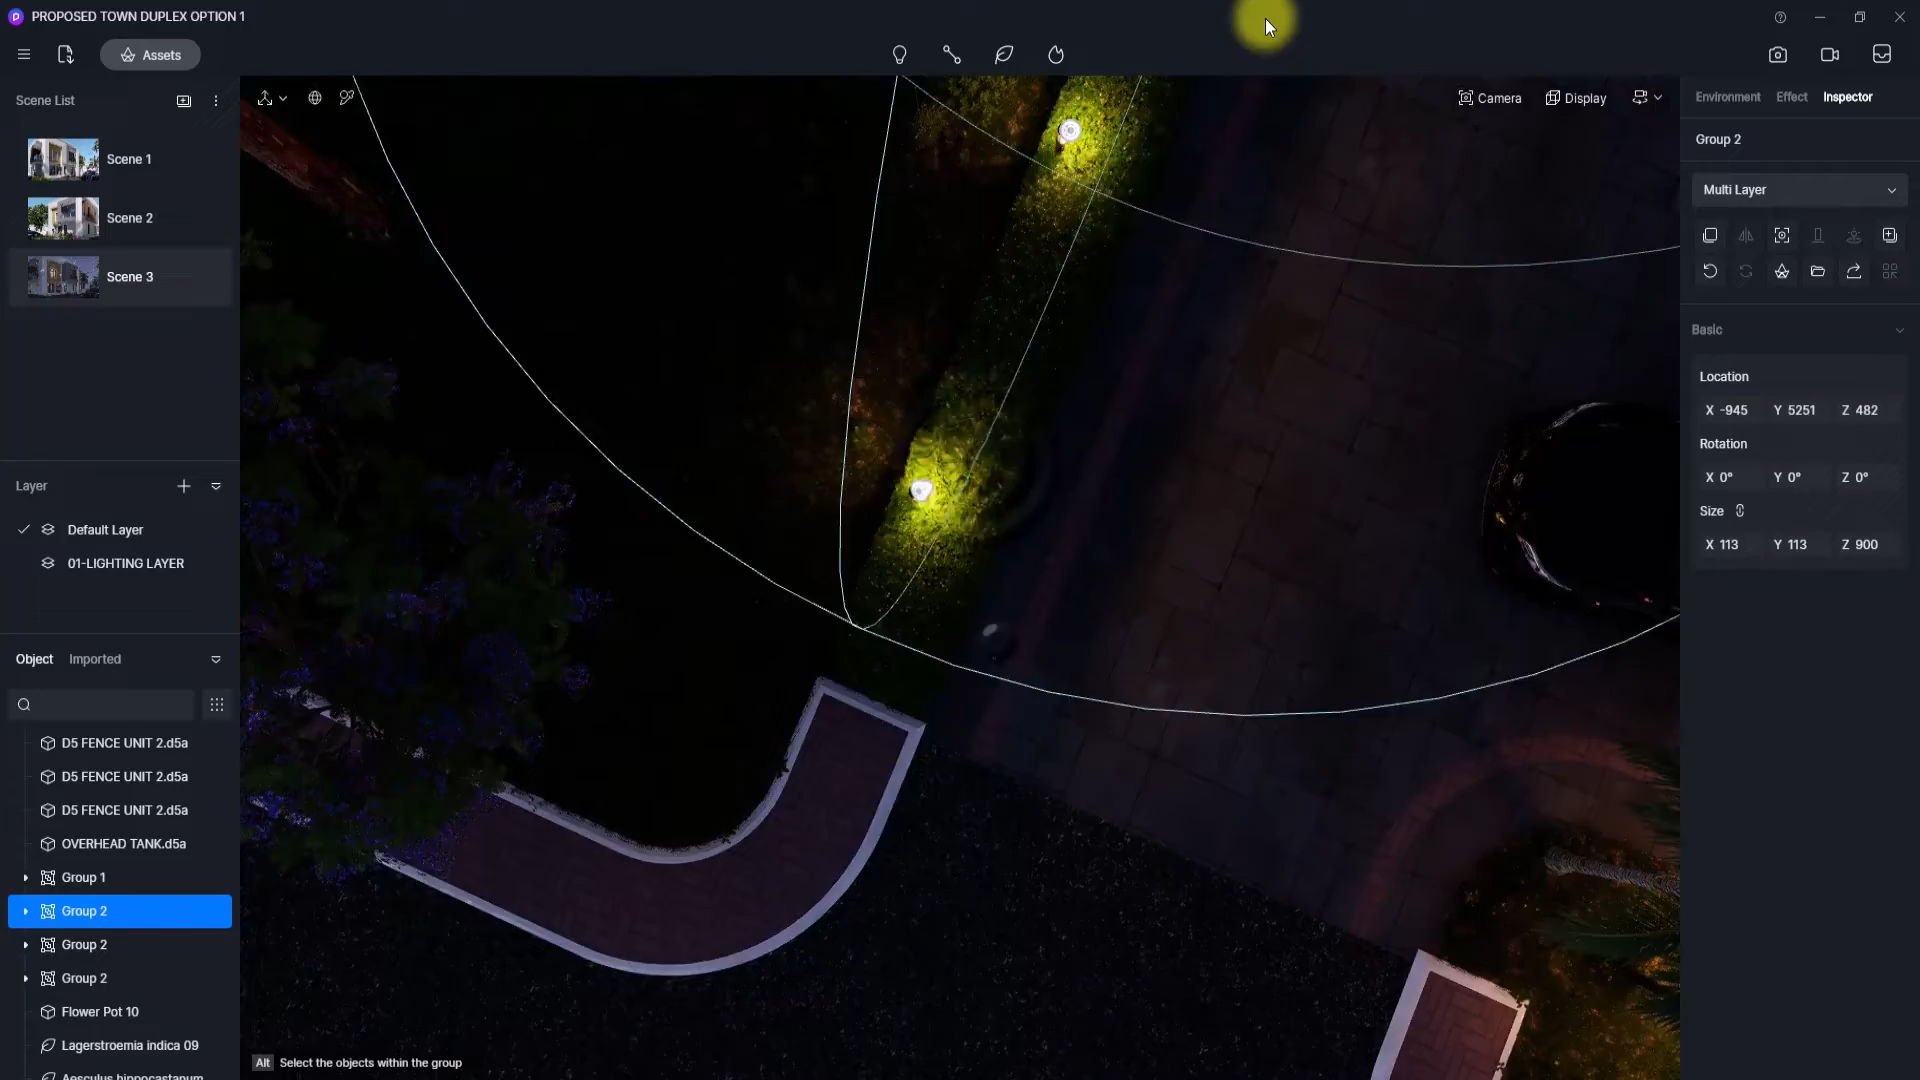 PROPOSED TOWN DUPLEX OPTION 1
Assets
Scene List
Scene 1
Scene 2
Scene 3
Layer
Default Layer
01-LIGHTING LAYER
Object Imported
D5 FENCE UNIT 2.d5a
D5 FENCE UNIT 2.d5a
D5 FENCE UNIT 2.d5a
OVERHEAD TANK.d5a
Group 1
Group 2
Group 2
Group 2
Flower Pot 10
Lagerstroemia indica 09
Aesculus hippocastanum
Camera Display
Alt Select the objects within the group
Environment Effect Inspector
Group 2
Multi Layer
Basic
Location
X -945 Y 5251 Z 482
Rotation
X 0° Y 0° Z 0°
Size
X 113 Y 113 Z 900